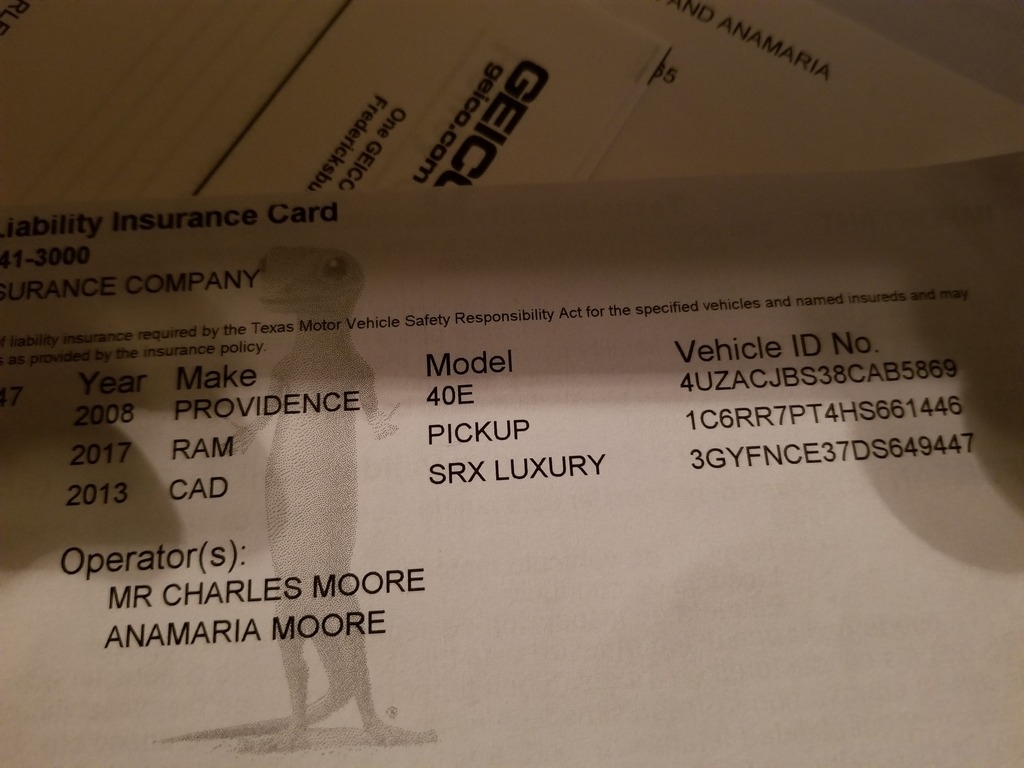 AND ANAMARIA
65
GEICO
geico.com
One GEICO
Fredericksbu
Liability Insurance Card
41-3000
SURANCE COMPANY
f liability insurance required by the Texas Motor Vehicle Safety Responsibility Act for the specified vehicles and named insureds and may
s as provided by the insurance policy.
47 Year Make Model Vehicle ID No.
2008 PROVIDENCE 40E 4UZACJBS38CAB5869
2017 RAM PICKUP 1C6RR7PT4HS661446
2013 CAD SRX LUXURY 3GYFNCE37DS649447
Operator(s):
MR CHARLES MOORE
ANAMARIA MOORE